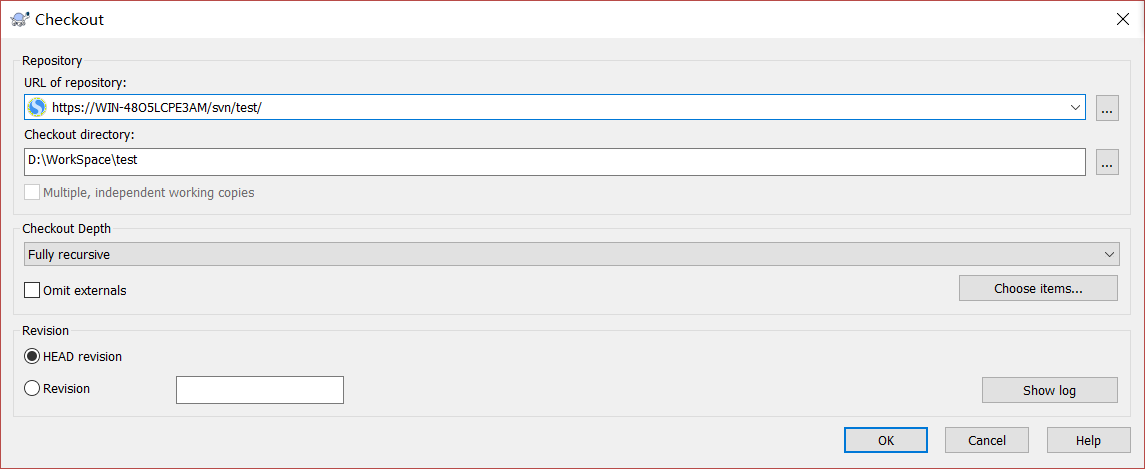 Checkout
Repository
URL of repository:
https://WIN-48O5LCPE3AM/svn/test/
...
Checkout directory:
D:\WorkSpace\test
...
Multiple, independent working copies
Checkout Depth
Fully recursive
Omit externals
Choose items...
Revision
HEAD revision
Revision
Show log
OK
Cancel
Help